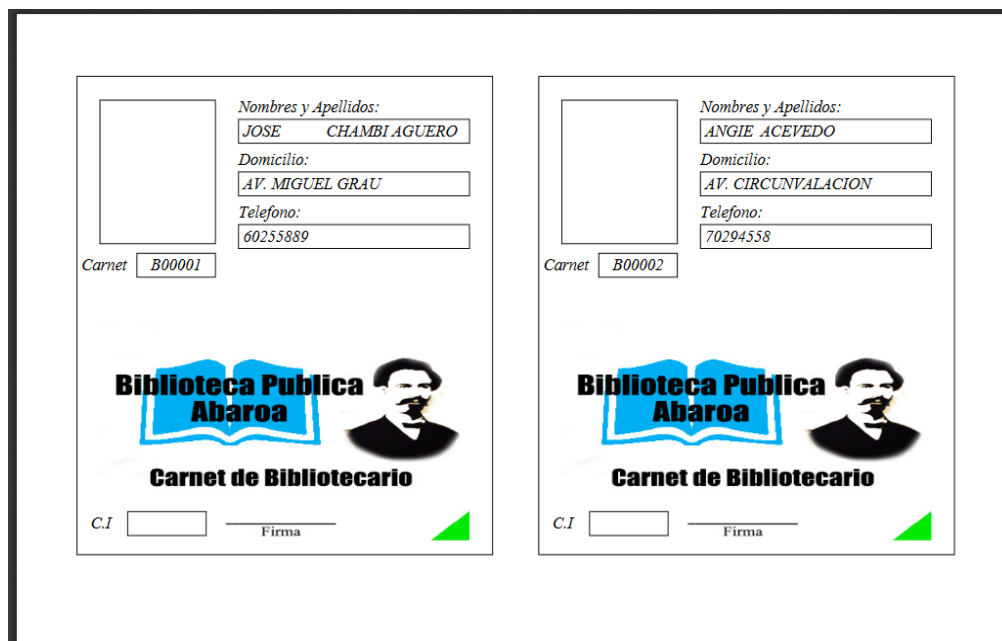 Nombres y Apellidos:
JOSE CHAMBI AGUERO
Domicilio:
AV. MIGUEL GRAU
Telefono:
60255889
Carnet B00001
Biblioteca Publica
Abaroa
Carnet de Bibliotecario
C.I
Firma
Nombres y Apellidos:
ANGIE ACEVEDO
Domicilio:
AV. CIRCUNVALACION
Telefono:
70294558
Carnet B00002
Biblioteca Publica
Abaroa
Carnet de Bibliotecario
C.I
Firma